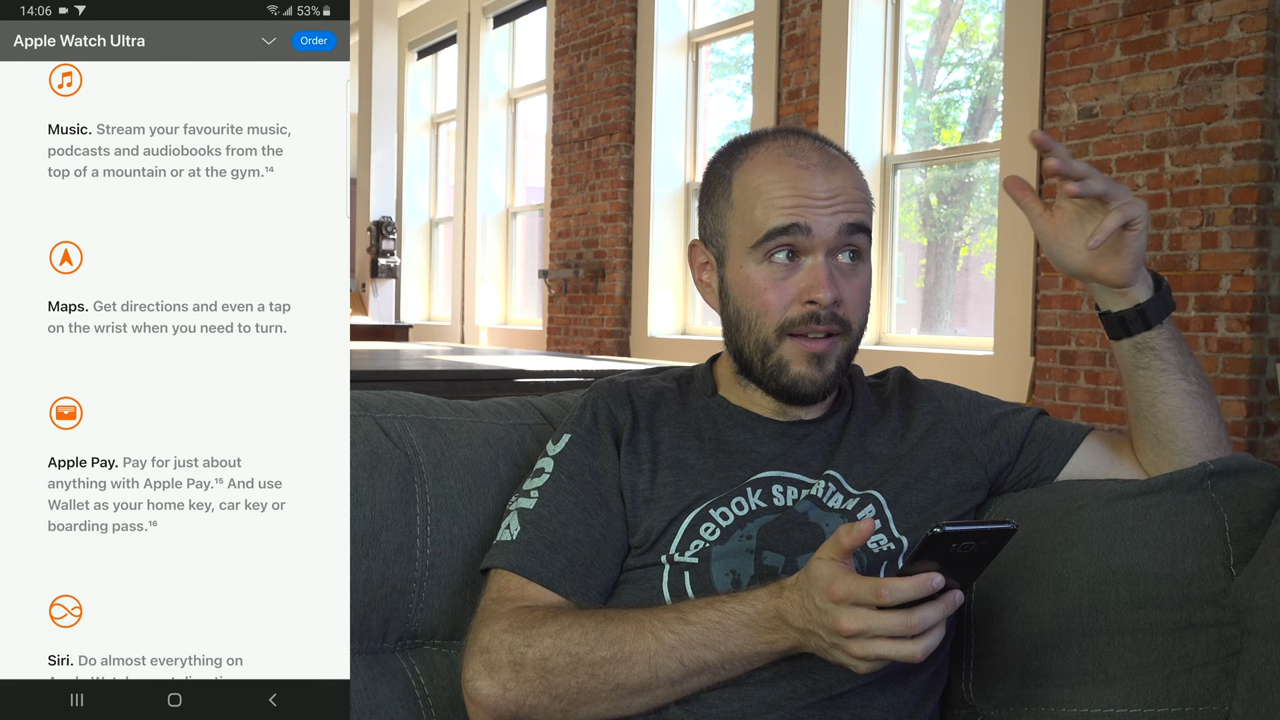 14:06
53%
Apple Watch Ultra
Order
Music. Stream your favourite music,
podcasts and audiobooks from the
top of a mountain or at the gym.¹⁴
Maps. Get directions and even a tap
on the wrist when you need to turn.
Apple Pay. Pay for just about
anything with Apple Pay.¹⁵ And use
Wallet as your home key, car key or
boarding pass.¹⁶
Siri. Do almost everything on
Reebok SPARTAN RACE